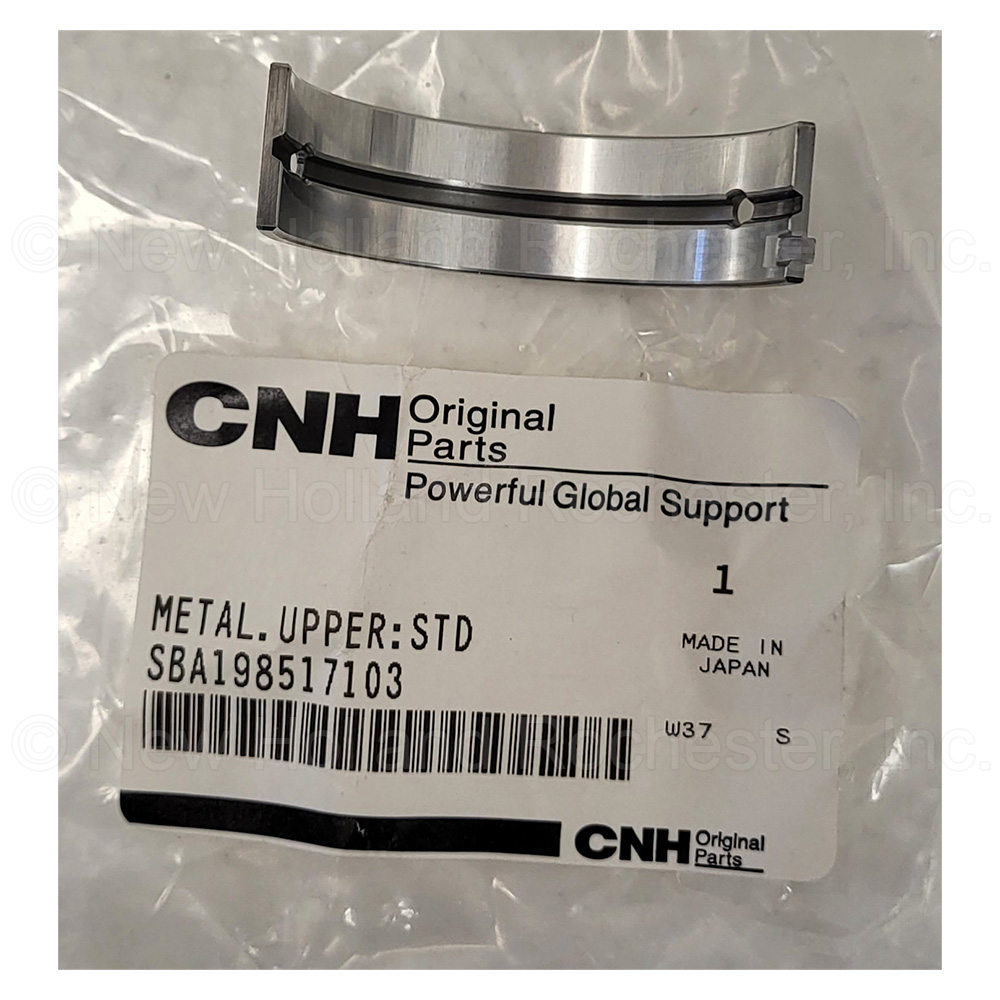 © New Holland Rochester, Inc.
CNH Original Parts
Powerful Global Support
© New Holland Rochester, Inc.
1
METAL.UPPER:STD
MADE IN
JAPAN
SBA198517103
W37 S
© New Holland Rochester, Inc.
CNH Original Parts